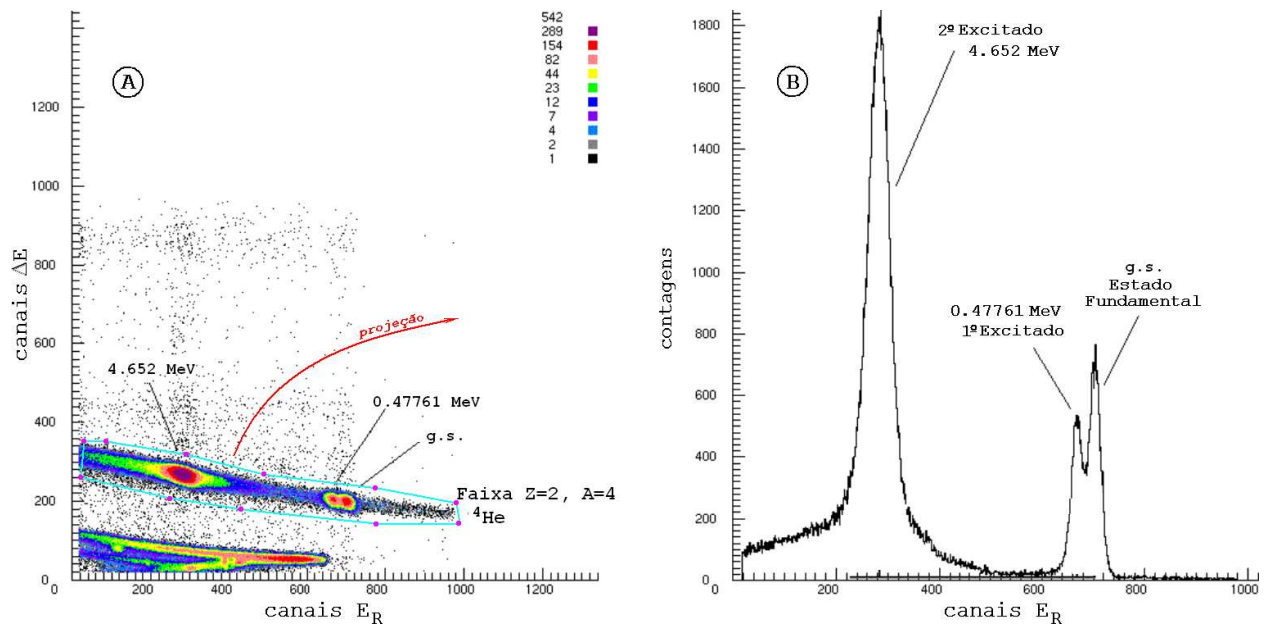 A
542
289
154
82
44
23
12
7
4
2
1
1200
1000
800
600
400
200
0
canais ΔE
projeção
4.652 MeV
0.47761 MeV
g.s.
Faixa Z=2, A=4
⁴He
0
200
400
600
800
1000
1200
canais E_R
B
1800
1600
1400
1200
1000
800
600
400
200
0
contagens
2º Excitado
4.652 MeV
g.s.
Estado
Fundamental
0.47761 MeV
1º Excitado
0
200
400
600
800
1000
canais E_R